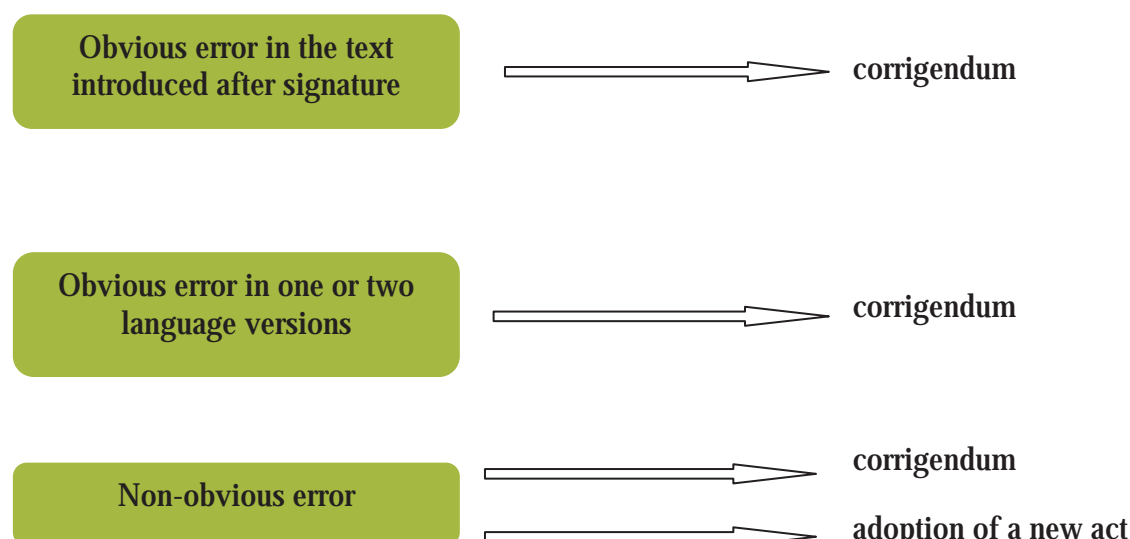 Obvious error in the text
introduced after signature
corrigendum
Obvious error in one or two
language versions
corrigendum
Non-obvious error
corrigendum
adoption of a new act